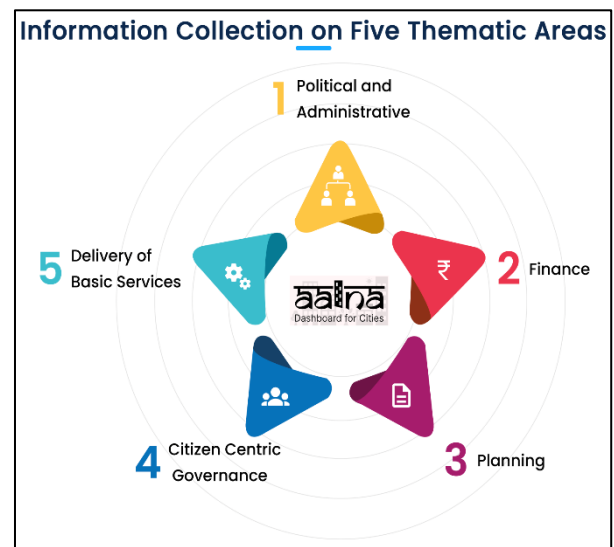 Information Collection on Five Thematic Areas
1
Political and
Administrative
₹
2
Finance
3
Planning
4
Citizen Centric
Governance
5
Delivery of
Basic Services
aaina
Dashboard for Cities